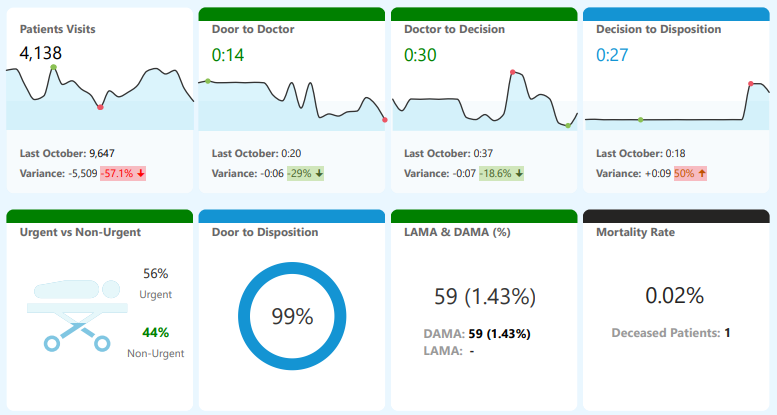 Patients Visits
4,138
Last October: 9,647
Variance: -5,509 -57.1% ↓
Door to Doctor
0:14
Last October: 0:20
Variance: -0:06 -29% ↓
Doctor to Decision
0:30
Last October: 0:37
Variance: -0:07 -18.6% ↓
Decision to Disposition
0:27
Last October: 0:18
Variance: +0:09 50% ↑
Urgent vs Non-Urgent
56%
Urgent
44%
Non-Urgent
Door to Disposition
99%
LAMA & DAMA (%)
59 (1.43%)
DAMA: 59 (1.43%)
LAMA: -
Mortality Rate
0.02%
Deceased Patients: 1